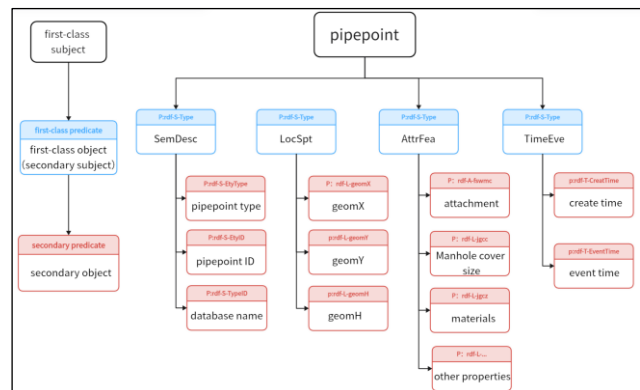 first-class
subject
first-class predicate
first-class object
(secondary subject)
secondary predicate
secondary object
pipepoint
P:rdf-S-Type
SemDesc
P:rdf-S-EtyType
pipepoint type
P:rdf-S-EtyID
pipepoint ID
P:rdf-S-TypeID
database name
P:rdf-S-Type
LocSpt
P: rdf-L-geomX
geomX
p:rdf-L-geomY
geomY
P: rdf-L-geomH
geomH
P:rdf-S-Type
AttrFea
P: rdf-A-fswmc
attachment
P: rdf-L-jgcc
Manhole cover
size
p: rdf-L-jgcz
materials
P: rdf-L-...
other properties
P:rdf-S-Type
TimeEve
p:rdf-T-CreatTime
create time
p:rdf-T-EventTime
event time